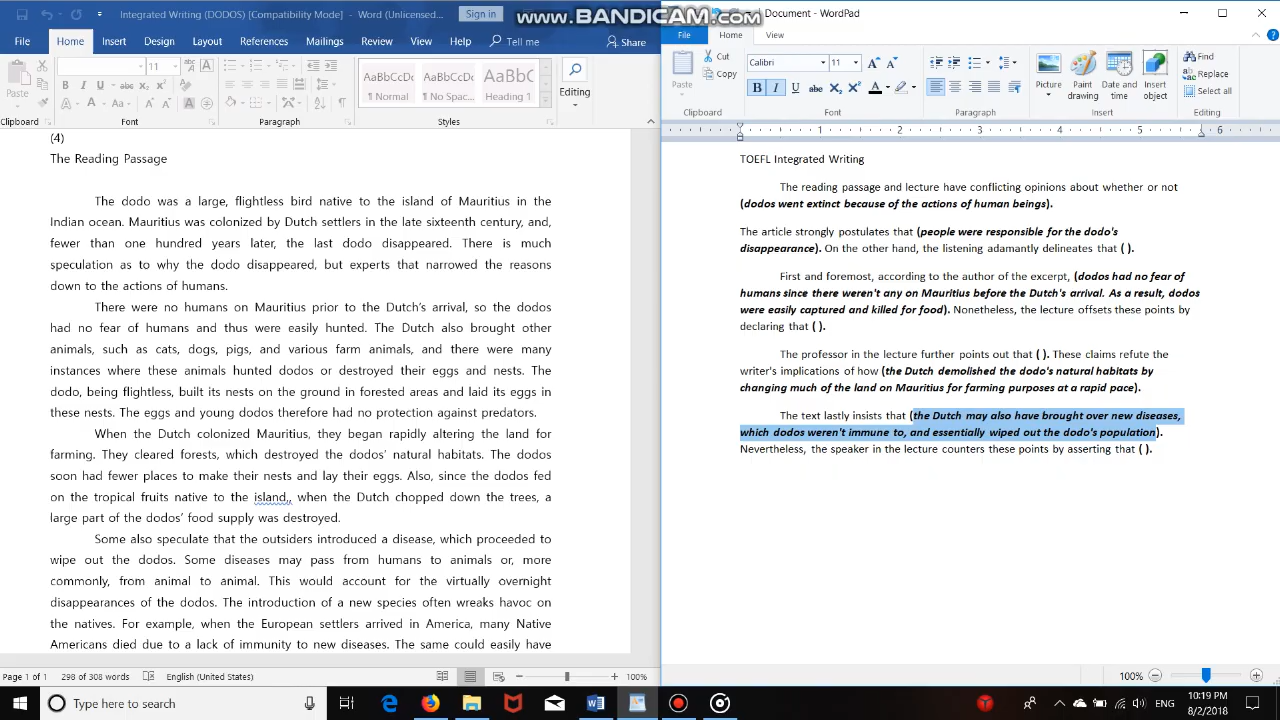 Integrated Writing (DODOS) [Compatibility Mode] - Word (Unlicensed...
Sign in
www.BANDICAM.com
Document - WordPad
File Home Insert Design Layout References Mailings Review View Help Tell me Share
File Home View
Paste
11
B I U abc x₂ x²
Clipboard Font Paragraph Styles
AaBbCcDc AaBbCcDc AaBbC
¶ Normal ¶ No Spac... Heading 1
Editing
Paste
Cut
Copy
Calibri 11
B I U abc X₂ X²
Picture
Paint drawing
Date and time
Insert object
Find
Replace
Select all
Clipboard Font Paragraph Insert Editing
1 2 3 4 5 6
(4)
The Reading Passage
The dodo was a large, flightless bird native to the island of Mauritius in the
Indian ocean. Mauritius was colonized by Dutch settlers in the late sixteenth century, and,
fewer than one hundred years later, the last dodo disappeared. There is much
speculation as to why the dodo disappeared, but experts that narrowed the reasons
down to the actions of humans.
There were no humans on Mauritius prior to the Dutch's arrival, so the dodos
had no fear of humans and thus were easily hunted. The Dutch also brought other
animals, such as cats, dogs, pigs, and various farm animals, and there were many
instances where these animals hunted dodos or destroyed their eggs and nests. The
dodo, being flightless, built its nests on the ground in forested areas and laid its eggs in
these nests. The eggs and young dodos therefore had no protection against predators.
When the Dutch colonized Mauritius, they began rapidly altering the land for
farming. They cleared forests, which destroyed the dodos' natural habitats. The dodos
soon had fewer places to make their nests and lay their eggs. Also, since the dodos fed
on the tropical fruits native to the island,, when the Dutch chopped down the trees, a
large part of the dodos' food supply was destroyed.
Some also speculate that the outsiders introduced a disease, which proceeded to
wipe out the dodos. Some diseases may pass from humans to animals or, more
commonly, from animal to animal. This would account for the virtually overnight
disappearances of the dodos. The introduction of a new species often wreaks havoc on
the natives. For example, when the European settlers arrived in America, many Native
Americans died due to a lack of immunity to new diseases. The same could easily have
TOEFL Integrated Writing
The reading passage and lecture have conflicting opinions about whether or not
(dodos went extinct because of the actions of human beings).
The article strongly postulates that (people were responsible for the dodo's
disappearance). On the other hand, the listening adamantly delineates that ( ).
First and foremost, according to the author of the excerpt, (dodos had no fear of
humans since there weren't any on Mauritius before the Dutch's arrival. As a result, dodos
were easily captured and killed for food). Nonetheless, the lecture offsets these points by
declaring that ( ).
The professor in the lecture further points out that ( ). These claims refute the
writer's implications of how (the Dutch demolished the dodo's natural habitats by
changing much of the land on Mauritius for farming purposes at a rapid pace).
The text lastly insists that (the Dutch may also have brought over new diseases,
which dodos weren't immune to, and essentially wiped out the dodo's population).
Nevertheless, the speaker in the lecture counters these points by asserting that ( ).
Page 1 of 1 298 of 308 words English (United States) 100%
100%
Type here to search
ENG
10:19 PM
8/2/2018